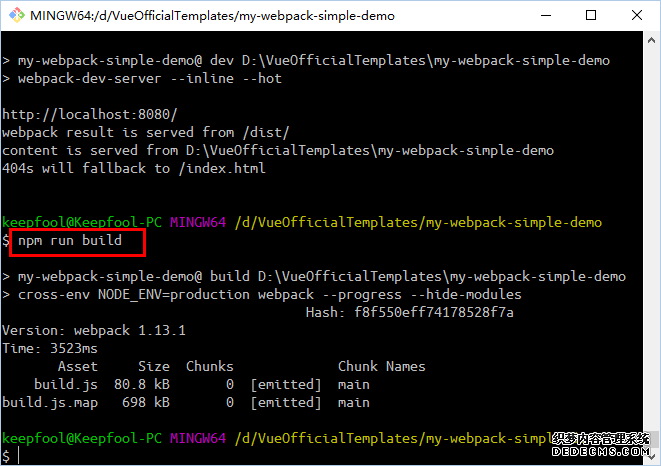 MINGW64:/d/VueOfficialTemplates/my-webpack-simple-demo
> my-webpack-simple-demo@ dev D:\VueOfficialTemplates\my-webpack-simple-demo
> webpack-dev-server --inline --hot
http://localhost:8080/
webpack result is served from /dist/
content is served from D:\VueOfficialTemplates\my-webpack-simple-demo
404s will fallback to /index.html
keepfool@Keepfool-PC MINGW64 /d/VueOfficialTemplates/my-webpack-simple-demo
$ npm run build
> my-webpack-simple-demo@ build D:\VueOfficialTemplates\my-webpack-simple-demo
> cross-env NODE_ENV=production webpack --progress --hide-modules
Hash: f8f550eff74178528f7a
Version: webpack 1.13.1
Time: 3523ms
Asset Size Chunks Chunk Names
build.js 80.8 kB 0 [emitted] main
build.js.map 698 kB 0 [emitted] main
keepfool@Keepfool-PC MINGW64 /d/VueOfficialTemplates/my-webpack-simple
$
织梦内容管理系统
DEDECMS.COM